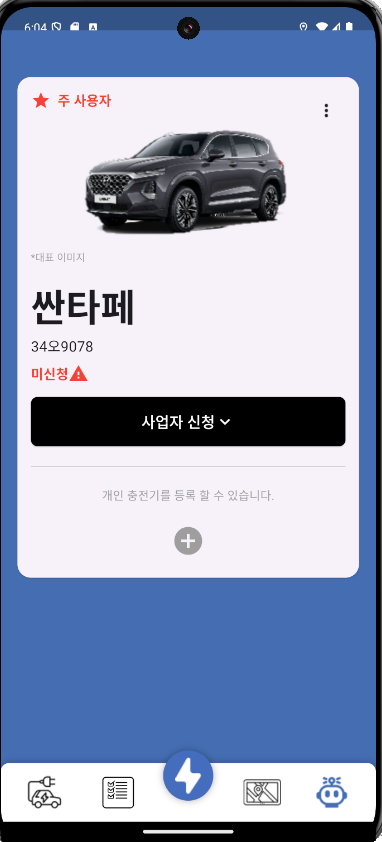 6:04
주 사용자
*대표 이미지
싼타페
34오9078
미신청
사업자 신청
개인 충전기를 등록 할 수 있습니다.